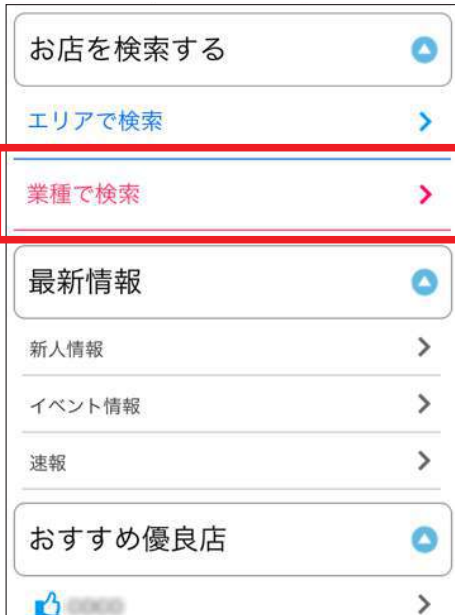 お店を検索する
エリアで検索
業種で検索
最新情報
新人情報
イベント情報
速報
おすすめ優良店